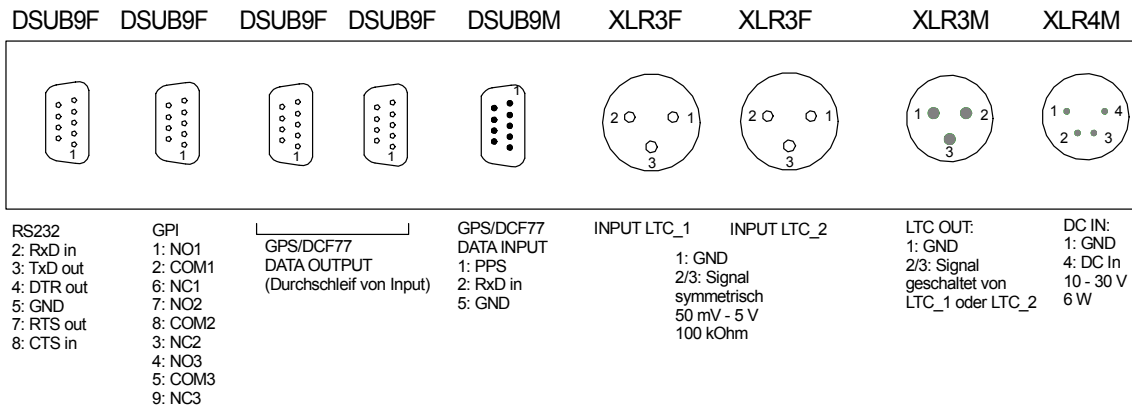 DSUB9F DSUB9F DSUB9F DSUB9F DSUB9M XLR3F XLR3F XLR3M XLR4M
1
1
1
1
1
2 1
3
2 1
3
1 2
3
1 4
2 3
RS232
2: RxD in
3: TxD out
4: DTR out
5: GND
7: RTS out
8: CTS in
GPI
1: NO1
2: COM1
6: NC1
7: NO2
8: COM2
3: NC2
4: NO3
5: COM3
9: NC3
GPS/DCF77
DATA OUTPUT
(Durchschleif von Input)
GPS/DCF77
DATA INPUT
1: PPS
2: RxD in
5: GND
INPUT LTC_1 INPUT LTC_2
1: GND
2/3: Signal
symmetrisch
50 mV - 5 V
100 kOhm
LTC OUT:
1: GND
2/3: Signal
geschaltet von
LTC_1 oder LTC_2
DC IN:
1: GND
4: DC In
10 - 30 V
6 W